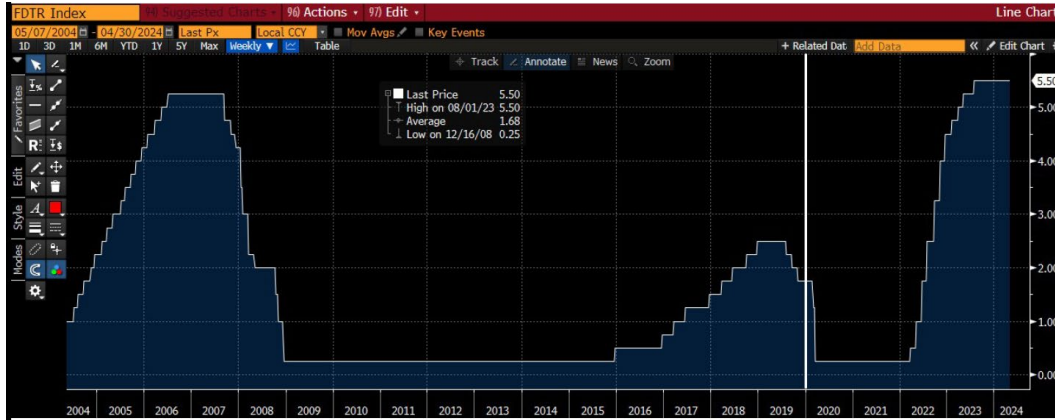 FDTR Index 94) Suggested Charts 96) Actions 97) Edit Line Chart
05/07/2004 - 04/30/2024 Last Px Local CCY Mov Avgs Key Events
1D 3D 1M 6M YTD 1Y 5Y Max Weekly ▼ Table + Related Dat Add Data « Edit Chart
Track Annotate News Zoom
Favorites
Edit
Style
Modes
Last Price 5.50
High on 08/01/23 5.50
Average 1.68
Low on 12/16/08 0.25
5.50
5.00
4.00
3.00
2.00
1.00
0.00
2004 2005 2006 2007 2008 2009 2010 2011 2012 2013 2014 2015 2016 2017 2018 2019 2020 2021 2022 2023 2024